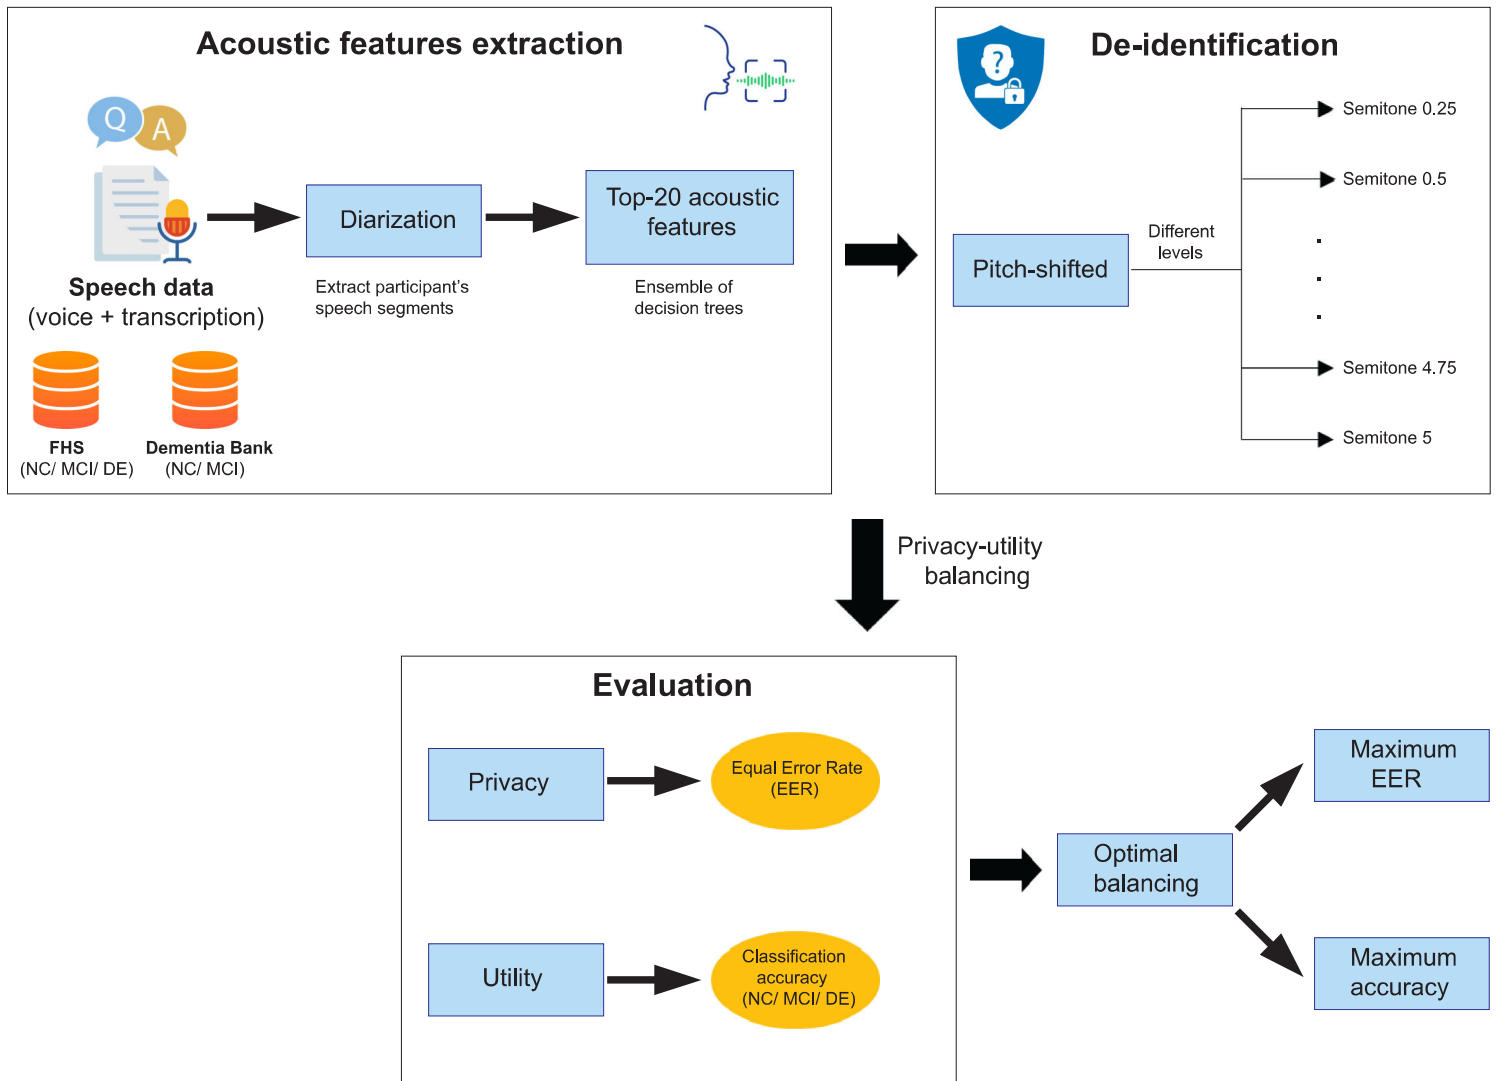 Acoustic features extraction
Q A
Speech data
(voice + transcription)
FHS
(NC/ MCI/ DE)
Dementia Bank
(NC/ MCI)
Diarization
Extract participant's
speech segments
Top-20 acoustic
features
Ensemble of
decision trees
De-identification
?
Pitch-shifted
Different
levels
Semitone 0.25
Semitone 0.5
.
.
.
Semitone 4.75
Semitone 5
Privacy-utility
balancing
Evaluation
Privacy
Equal Error Rate
(EER)
Utility
Classification
accuracy
(NC/ MCI/ DE)
Optimal
balancing
Maximum
EER
Maximum
accuracy